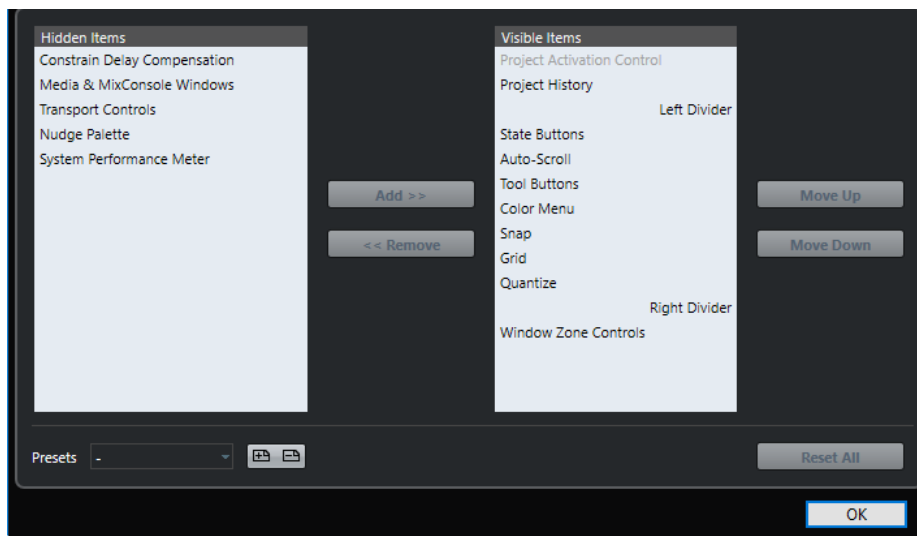 Hidden Items
Constrain Delay Compensation
Media & MixConsole Windows
Transport Controls
Nudge Palette
System Performance Meter
Add >>
<< Remove
Visible Items
Project Activation Control
Project History
Left Divider
State Buttons
Auto-Scroll
Tool Buttons
Color Menu
Snap
Grid
Quantize
Right Divider
Window Zone Controls
Move Up
Move Down
Presets -
Reset All
OK